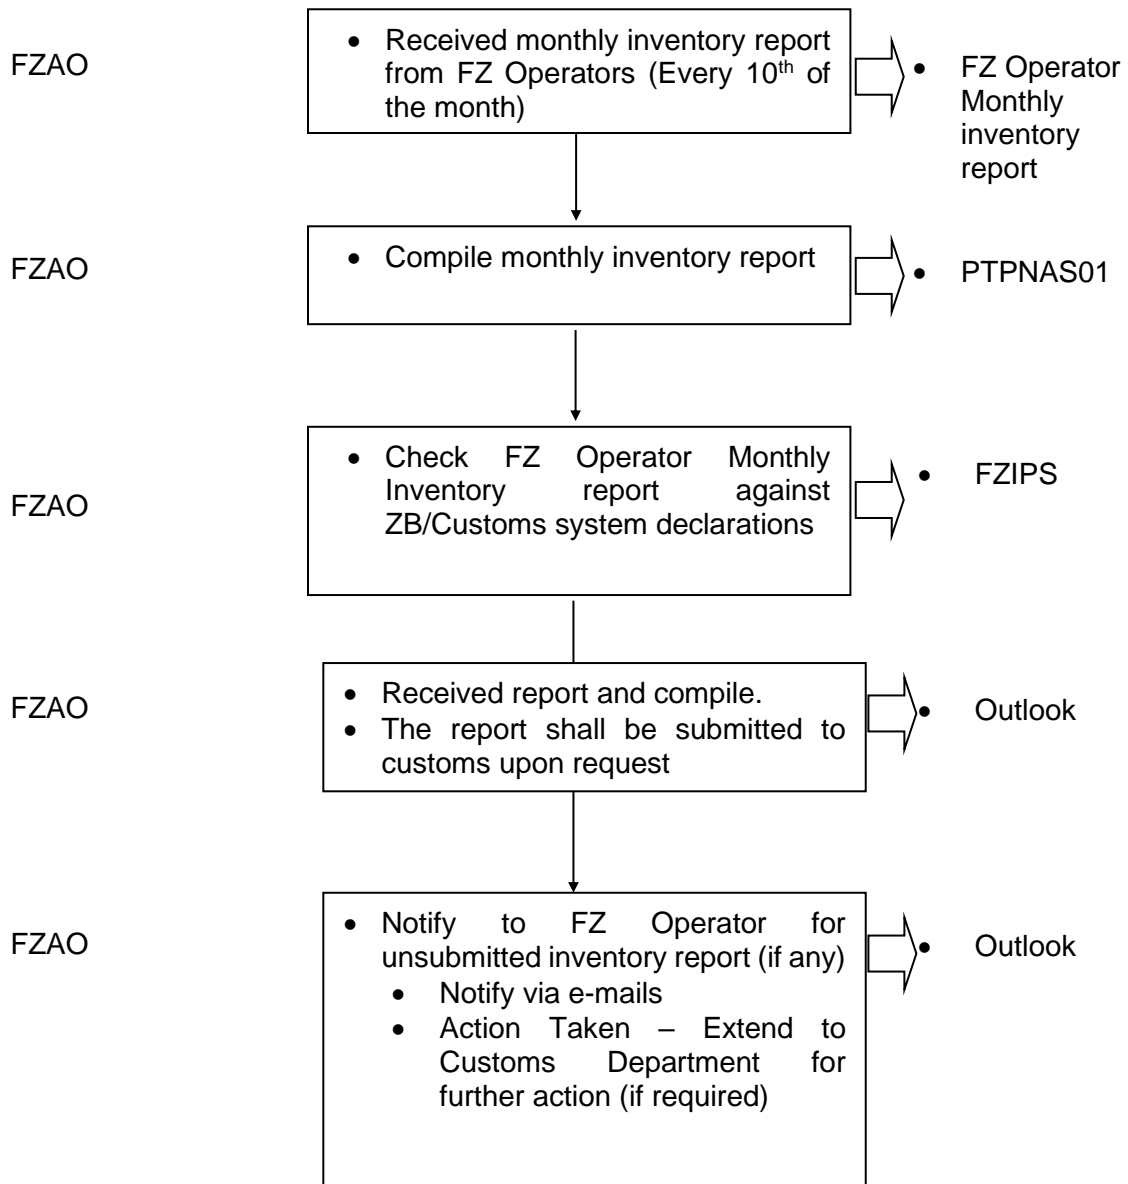 FZAO
• Received monthly inventory report
from FZ Operators (Every 10th of
the month)
• FZ Operator
Monthly
inventory
report
FZAO
• Compile monthly inventory report
• PTPNAS01
FZAO
• Check FZ Operator Monthly
Inventory report against
ZB/Customs system declarations
• FZIPS
FZAO
• Received report and compile.
• The report shall be submitted to
customs upon request
• Outlook
FZAO
• Notify to FZ Operator for
unsubmitted inventory report (if any)
• Notify via e-mails
• Action Taken – Extend to
Customs Department for
further action (if required)
• Outlook